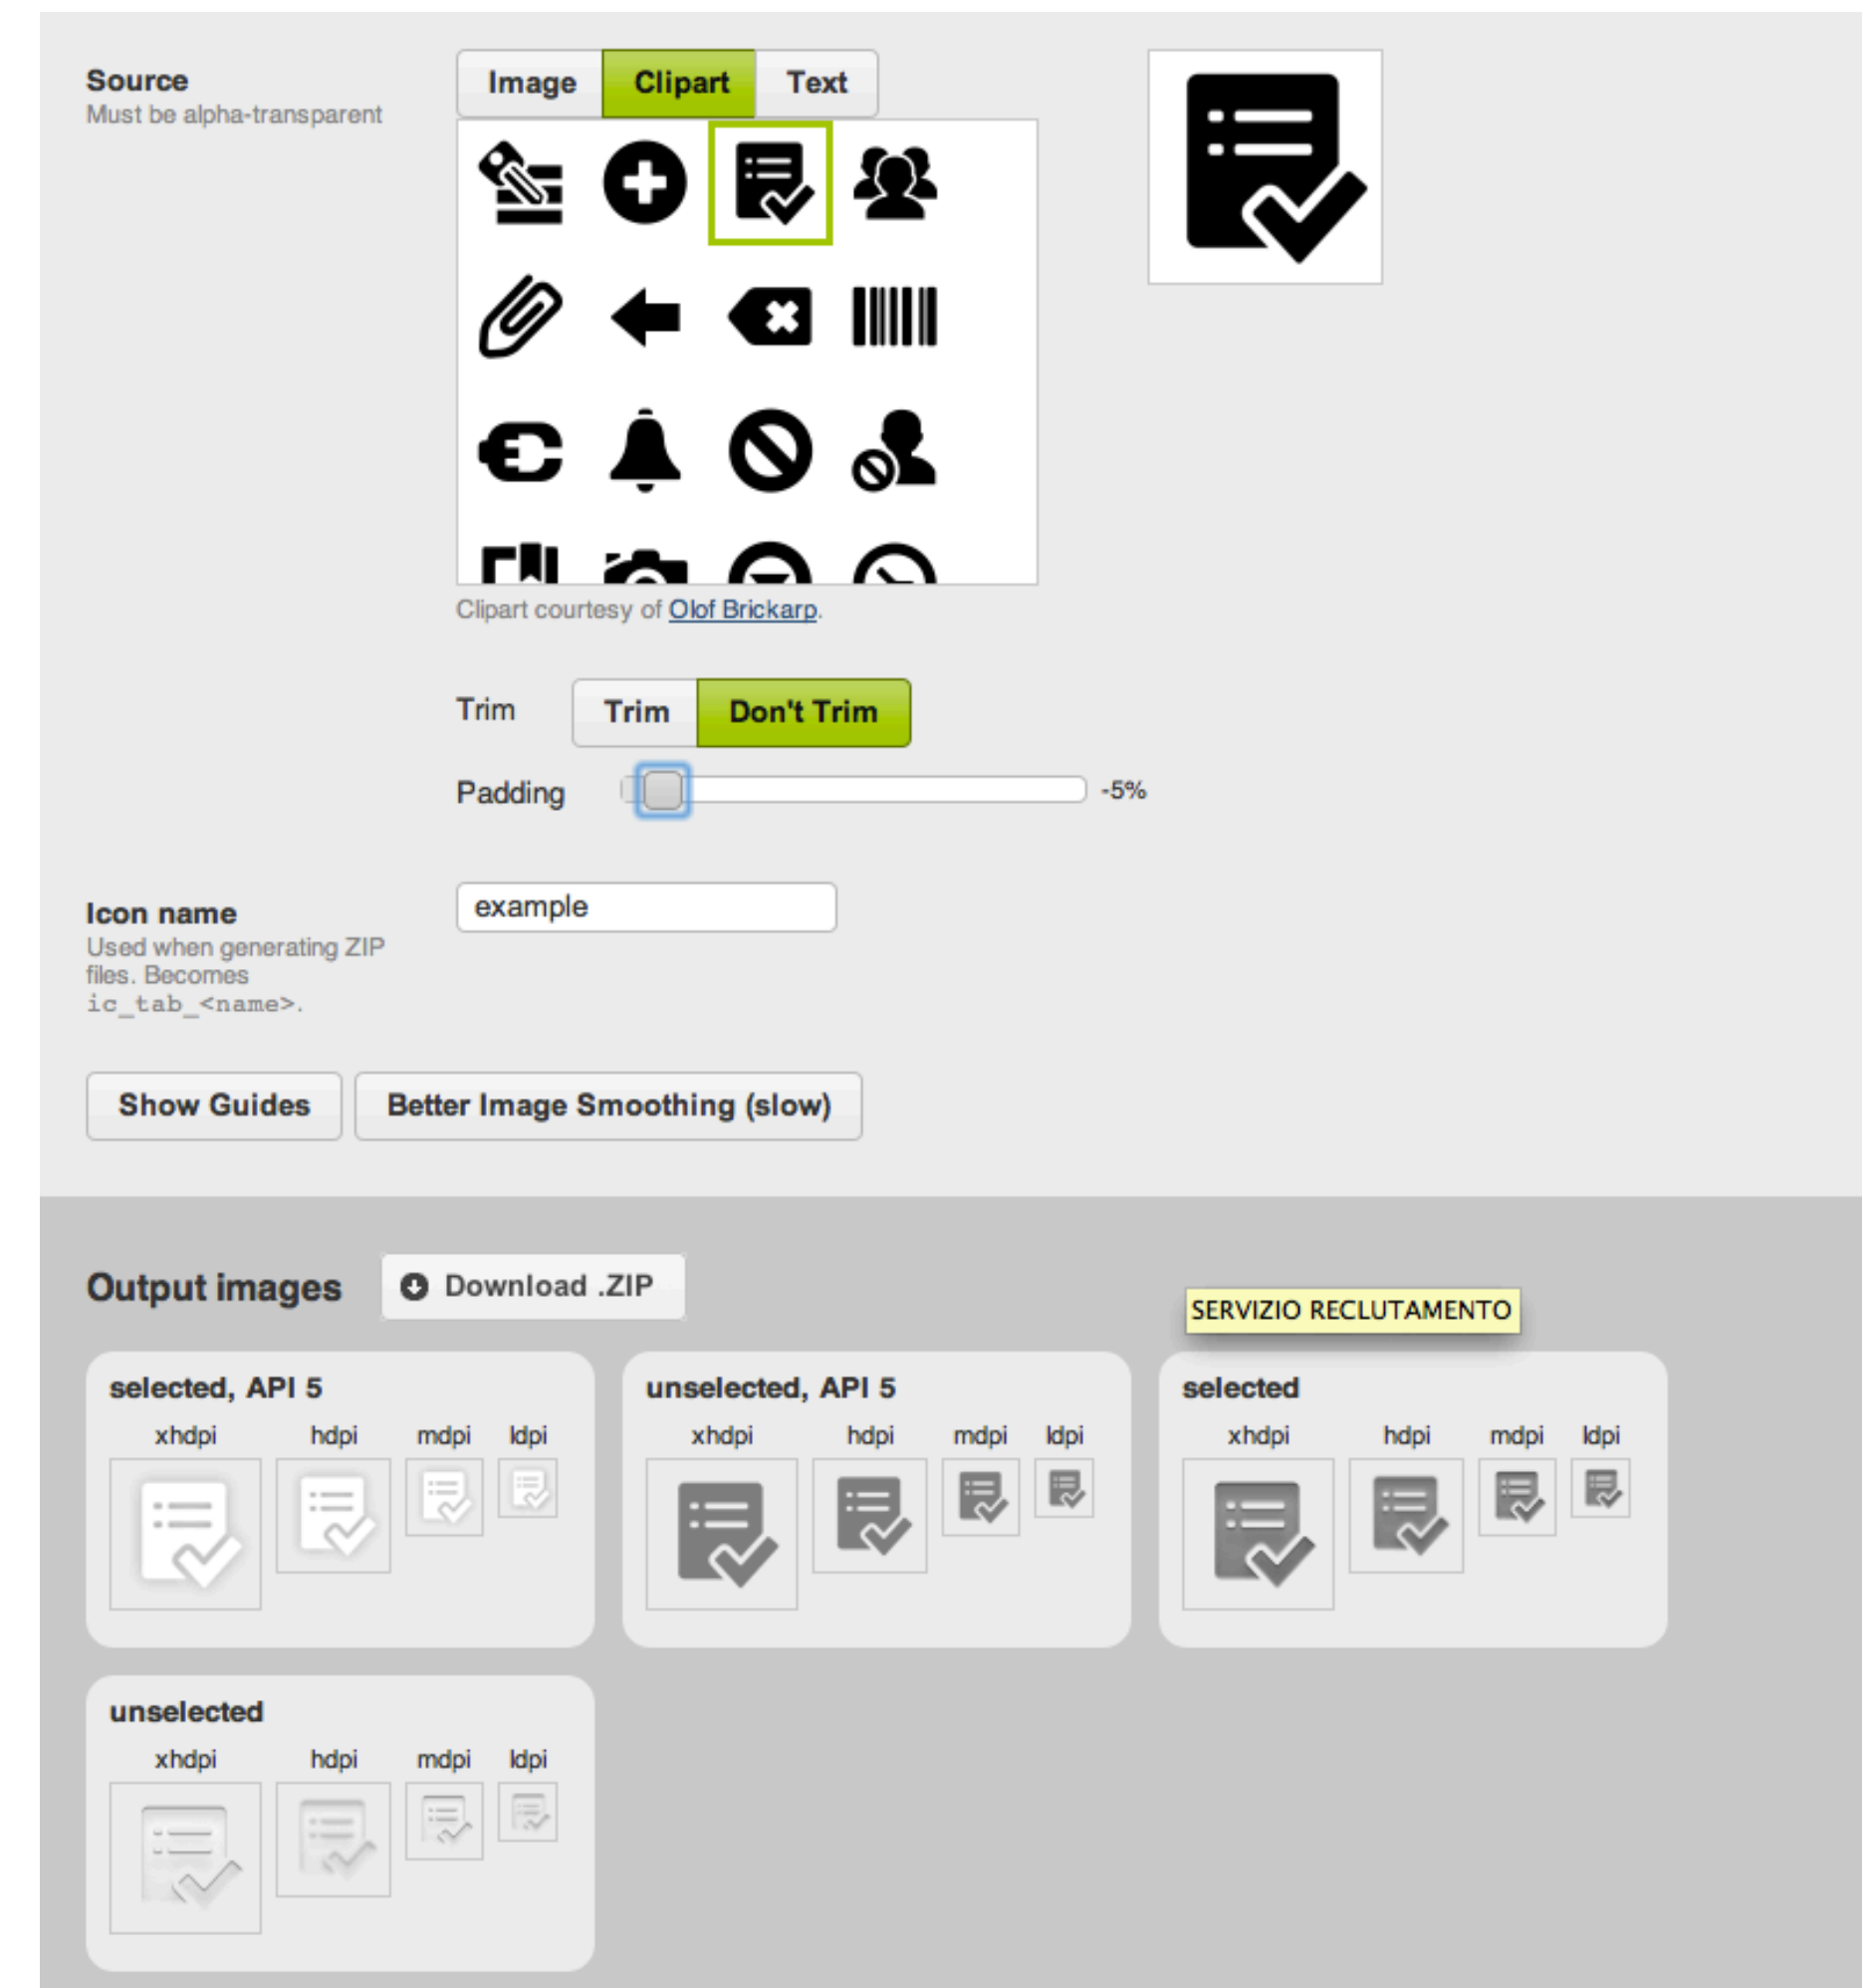 Source
Must be alpha-transparent
Image Clipart Text
Clipart courtesy of Olof Brickarp.
Trim Trim Don't Trim
Padding -5%
Icon name
Used when generating ZIP
files. Becomes
ic_tab_<name>.
example
Show Guides Better Image Smoothing (slow)
Output images Download .ZIP
SERVIZIO RECLUTAMENTO
selected, API 5
xhdpi hdpi mdpi ldpi
unselected, API 5
xhdpi hdpi mdpi ldpi
selected
xhdpi hdpi mdpi ldpi
unselected
xhdpi hdpi mdpi ldpi